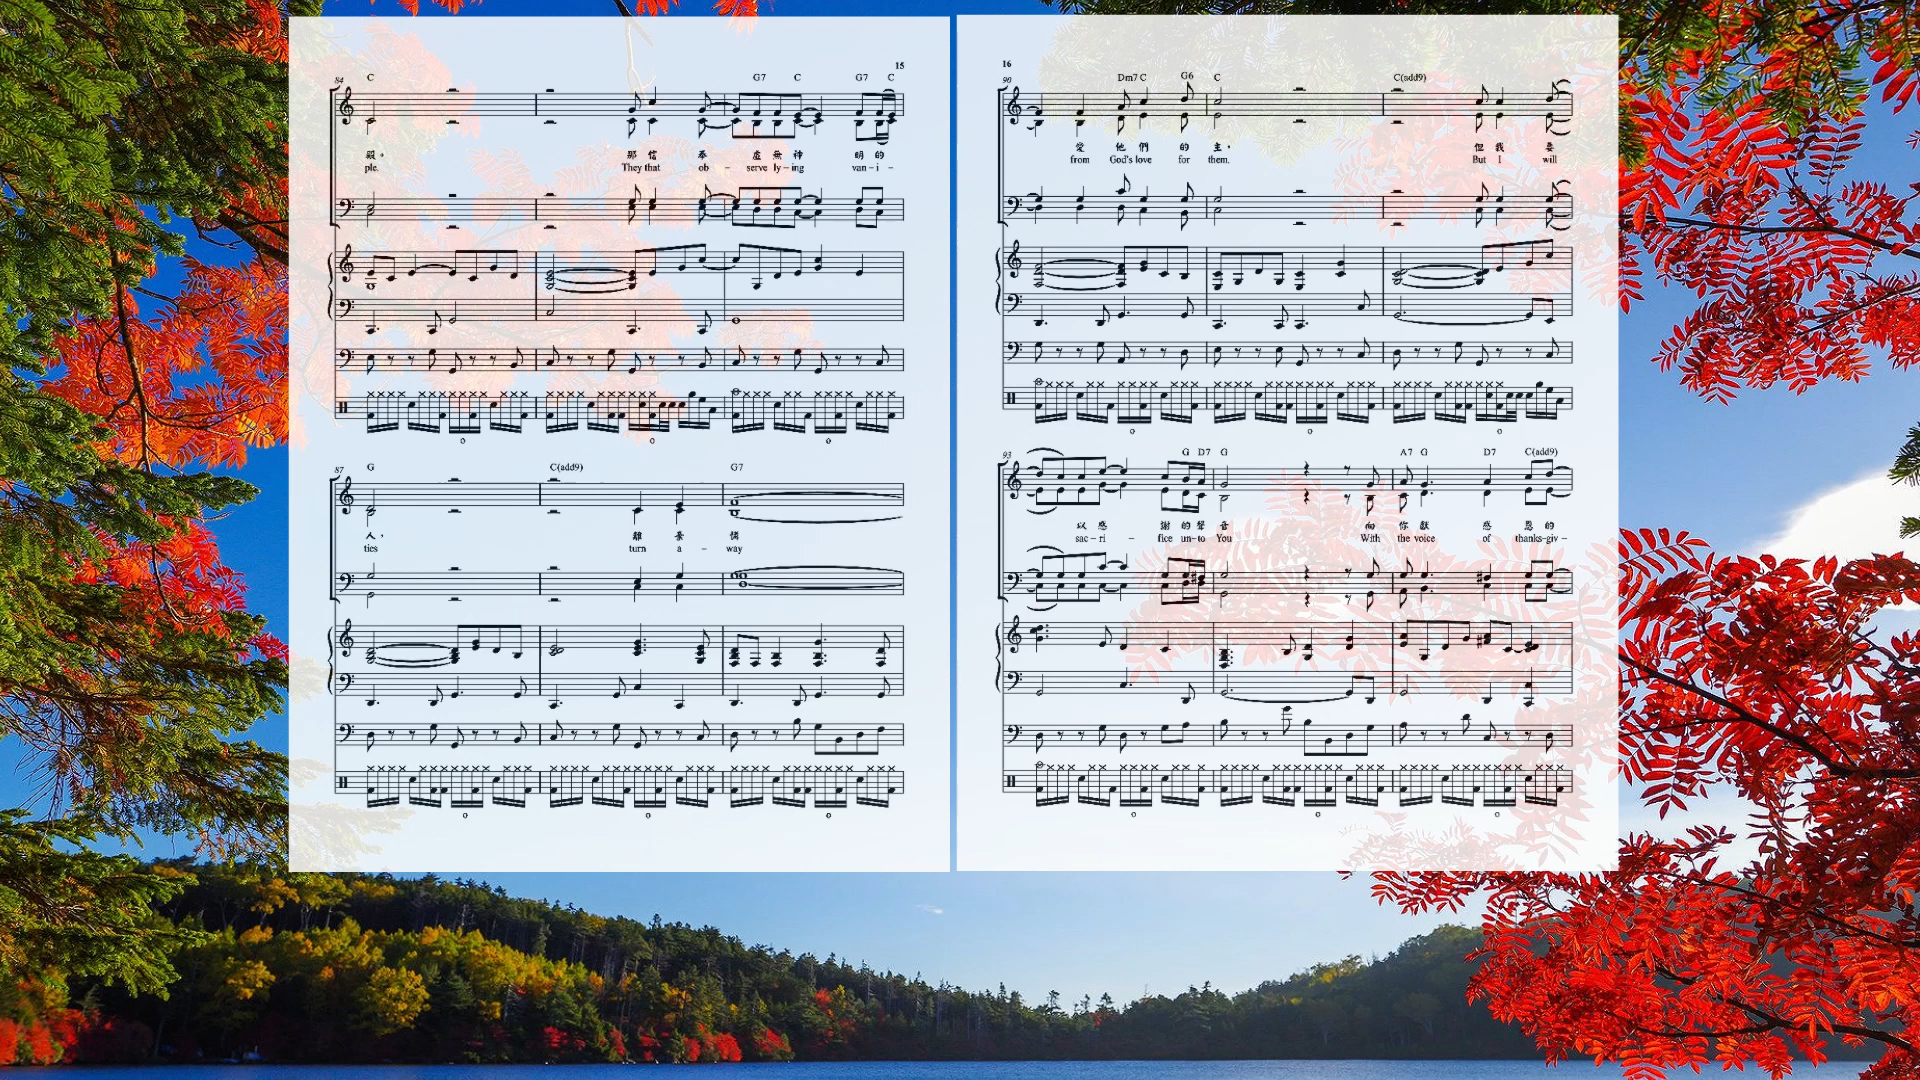 15
84 C G7 C G7 C
殿。 那 信 奉 虛 無 神 明 的
ple. They that ob – serve ly – ing van – i –
87 G C(add9) G7
人，
ties turn a – way
16
90 Dm7 C G6 C C(add9)
愛 他 們 的 主， 但 我 要
from God's love for them. But I will
93 G D7 G A7 G D7 C(add9)
以 感 謝 的 聲 音 向 你 獻 感 恩 的
sac – ri – fice un – to You With the voice of thanks-giv –